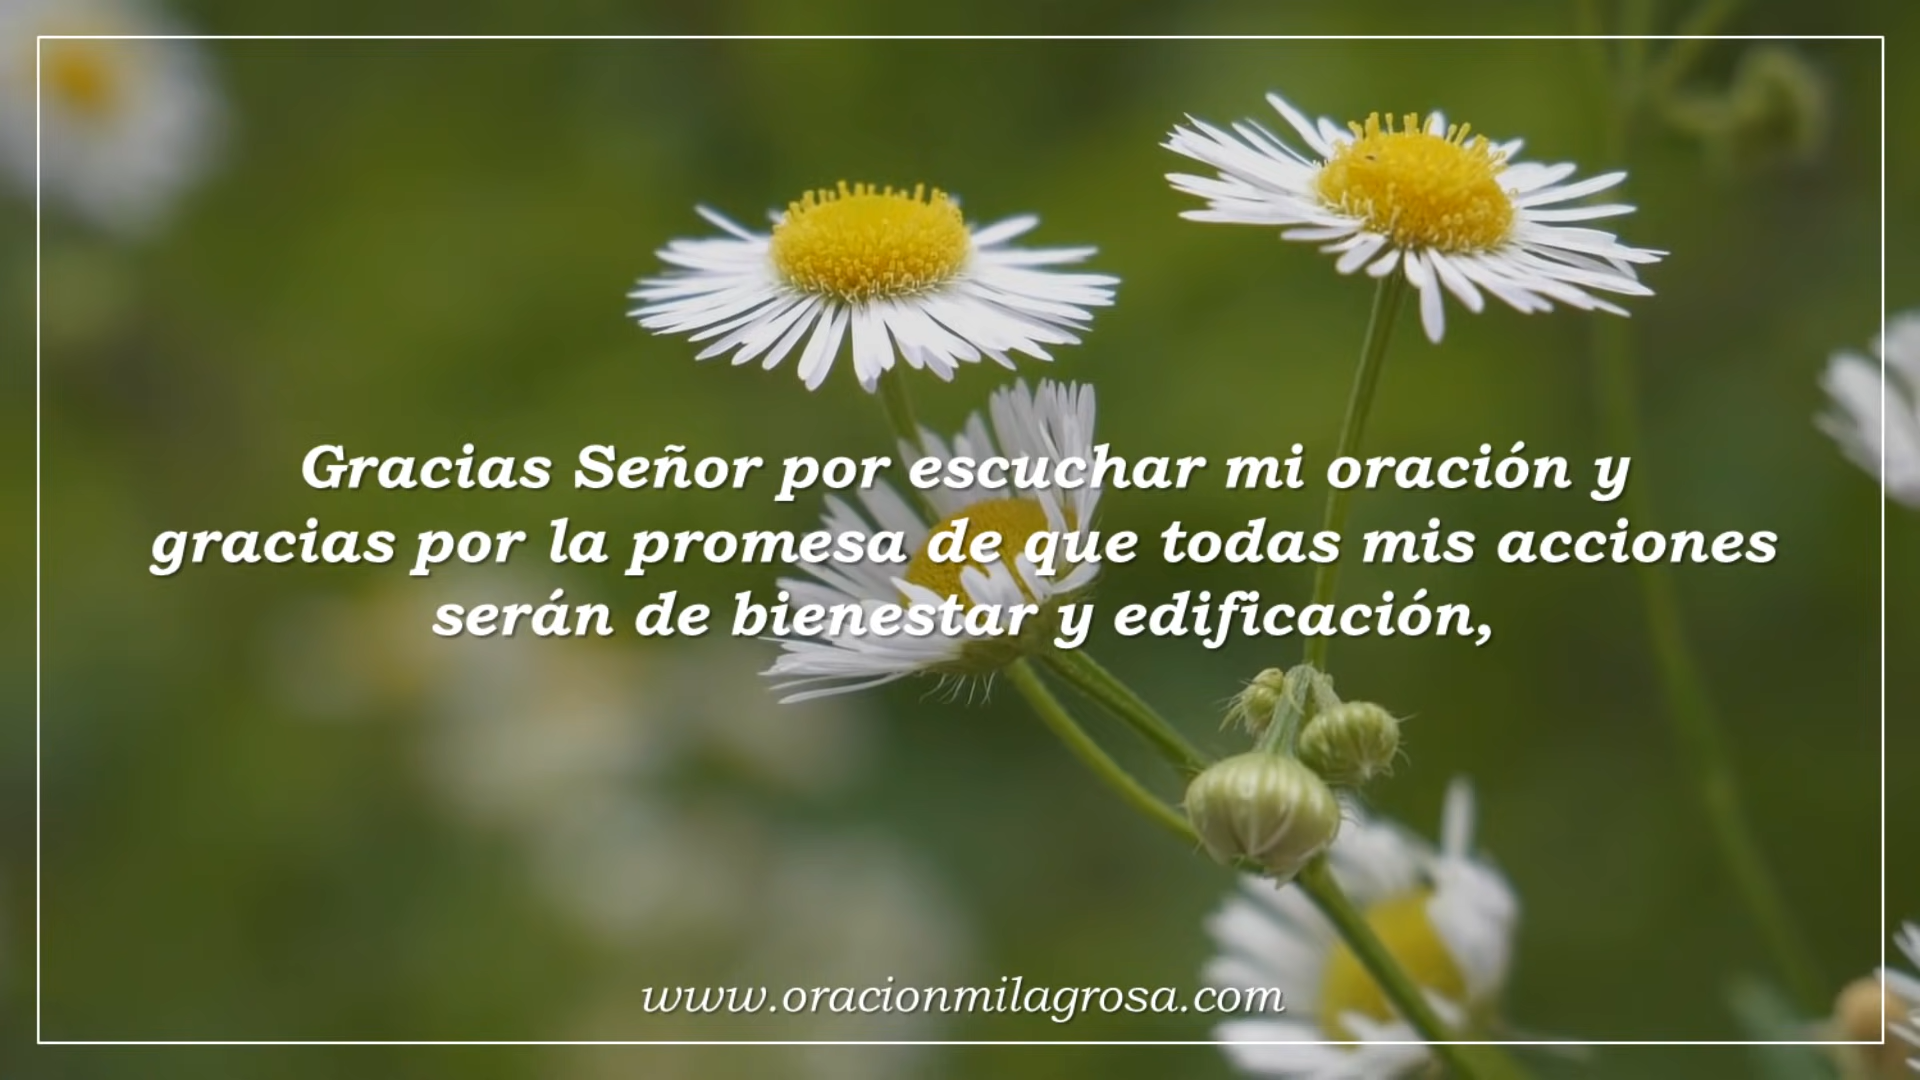 Gracias Señor por escuchar mi oración y
gracias por la promesa de que todas mis acciones
serán de bienestar y edificación,
www.oracionmilagrosa.com